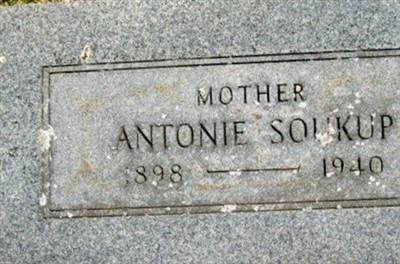 MOTHER
ANTONIE SOUKUP
1898 — 1940